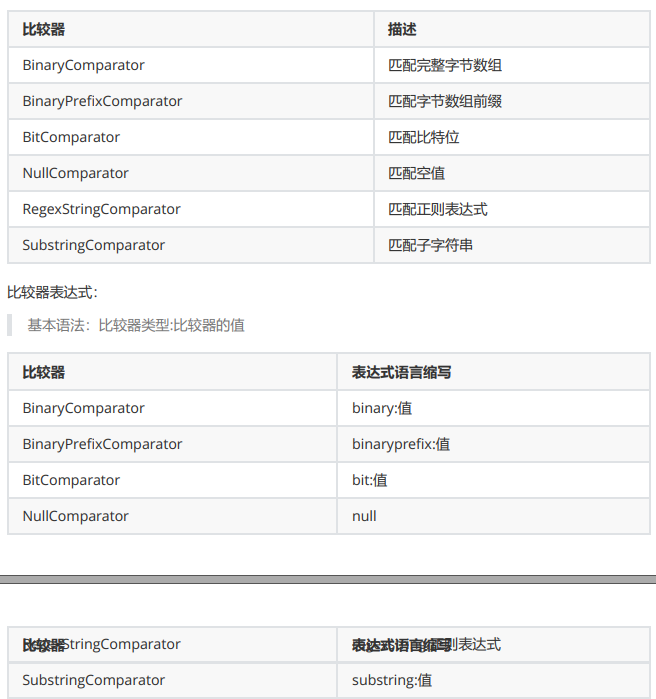 比较器 描述
BinaryComparator 匹配完整字节数组
BinaryPrefixComparator 匹配字节数组前缀
BitComparator 匹配比特位
NullComparator 匹配空值
RegexStringComparator 匹配正则表达式
SubstringComparator 匹配子字符串
比较器表达式：
基本语法：比较器类型:比较器的值
比较器 表达式语言缩写
BinaryComparator binary:值
BinaryPrefixComparator binaryprefix:值
BitComparator bit:值
NullComparator null
比较器 StringComparator 表达式语言缩写 则表达式
SubstringComparator substring:值